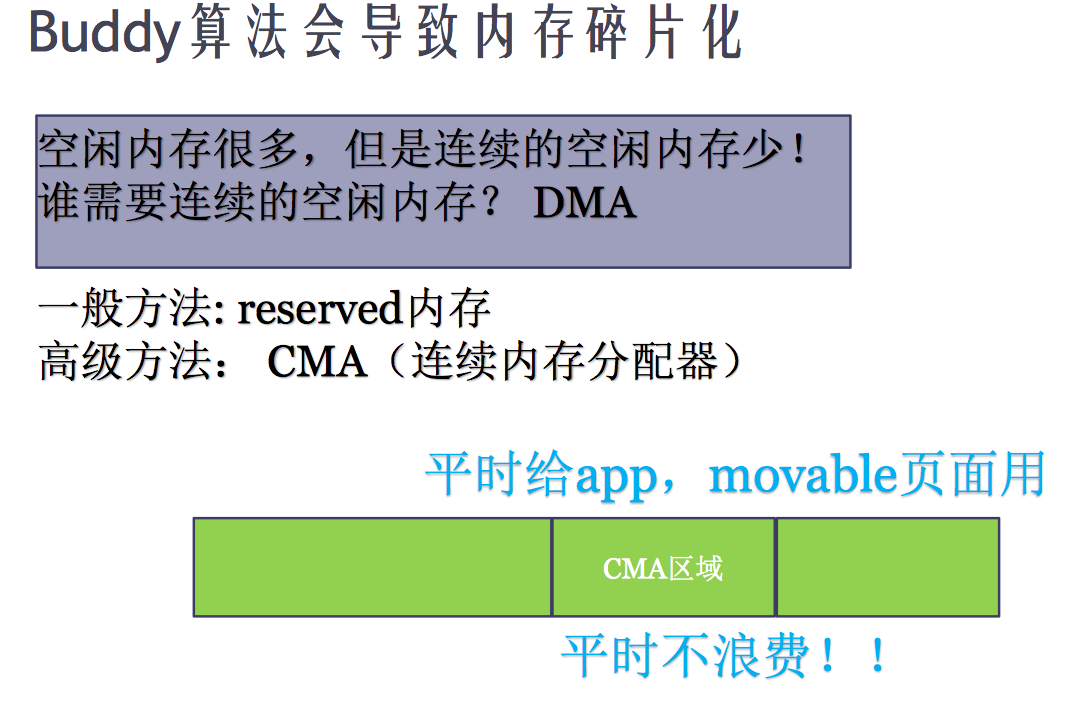 Buddy算法会导致内存碎片化
空闲内存很多，但是连续的空闲内存少！
谁需要连续的空闲内存？ DMA
一般方法: reserved内存
高级方法： CMA（连续内存分配器）
平时给app，movable页面用
CMA区域
平时不浪费！！